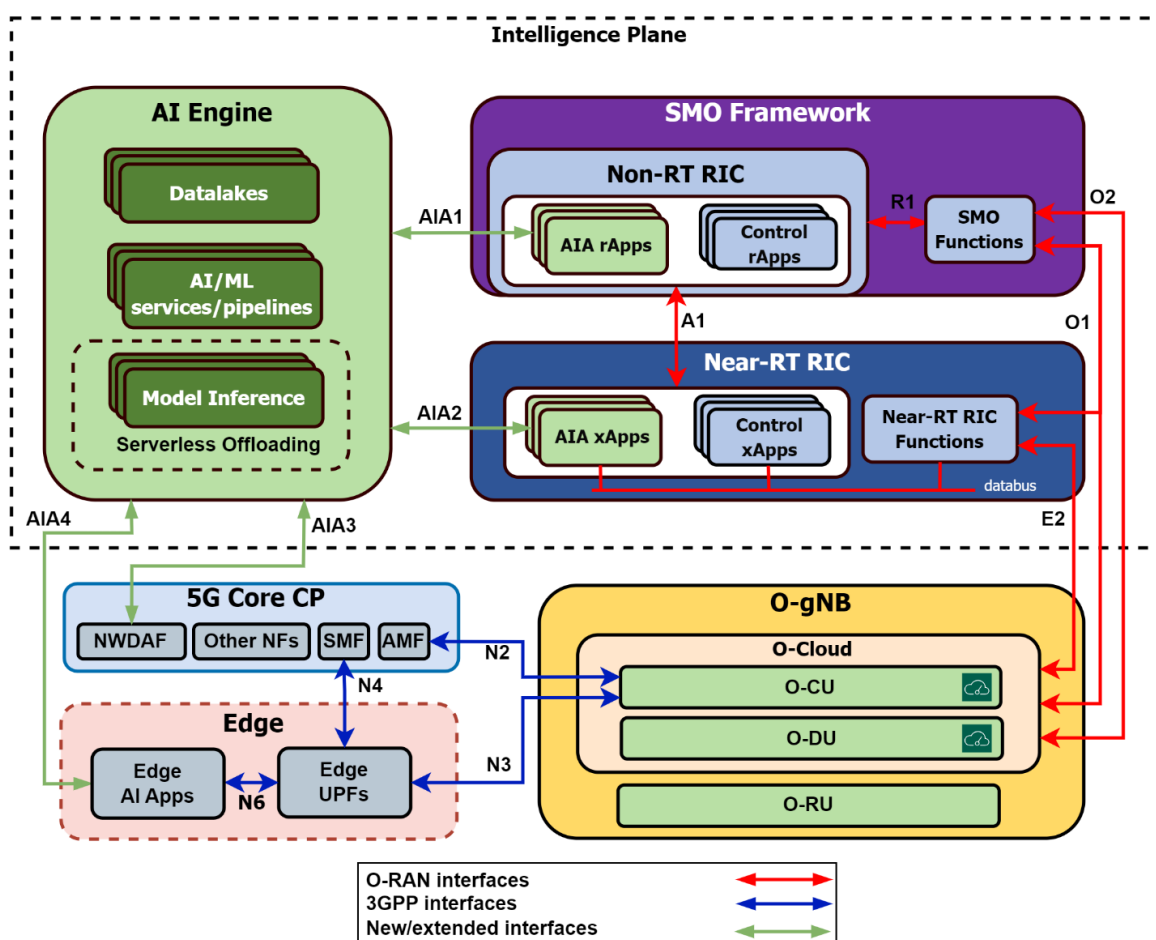 Intelligence Plane
AI Engine
Datalakes
AI/ML
services/pipelines
Model Inference
Serverless Offloading
SMO Framework
Non-RT RIC
AIA rApps
Control
rApps
R1
SMO
Functions
O2
AIA1
A1
O1
Near-RT RIC
AIA2
AIA xApps
Control
xApps
Near-RT RIC
Functions
databus
AIA4
AIA3
E2
5G Core CP
NWDAF
Other NFs
SMF
AMF
N2
N4
Edge
Edge
AI Apps
N6
Edge
UPFs
N3
O-gNB
O-Cloud
O-CU
O-DU
O-RU
O-RAN interfaces
3GPP interfaces
New/extended interfaces